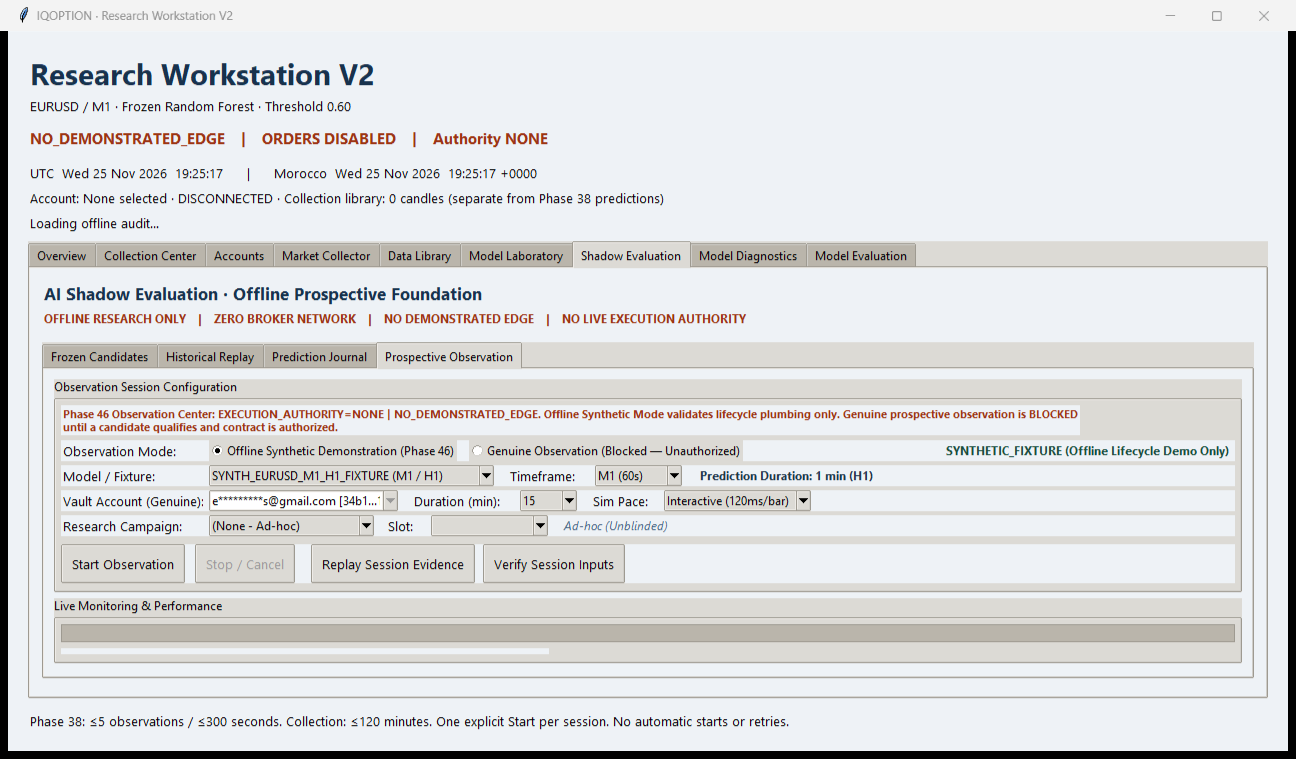 IQOPTION · Research Workstation V2
Research Workstation V2
EURUSD / M1 · Frozen Random Forest · Threshold 0.60
NO_DEMONSTRATED_EDGE | ORDERS DISABLED | Authority NONE
UTC Wed 25 Nov 2026 19:25:17 | Morocco Wed 25 Nov 2026 19:25:17 +0000
Account: None selected · DISCONNECTED · Collection library: 0 candles (separate from Phase 38 predictions)
Loading offline audit...
Overview Collection Center Accounts Market Collector Data Library Model Laboratory Shadow Evaluation Model Diagnostics Model Evaluation
AI Shadow Evaluation · Offline Prospective Foundation
OFFLINE RESEARCH ONLY | ZERO BROKER NETWORK | NO DEMONSTRATED EDGE | NO LIVE EXECUTION AUTHORITY
Frozen Candidates Historical Replay Prediction Journal Prospective Observation
Observation Session Configuration
Phase 46 Observation Center: EXECUTION_AUTHORITY=NONE | NO_DEMONSTRATED_EDGE. Offline Synthetic Mode validates lifecycle plumbing only. Genuine prospective observation is BLOCKED
until a candidate qualifies and contract is authorized.
Observation Mode: Offline Synthetic Demonstration (Phase 46) Genuine Observation (Blocked — Unauthorized) SYNTHETIC_FIXTURE (Offline Lifecycle Demo Only)
Model / Fixture: SYNTH_EURUSD_M1_H1_FIXTURE (M1 / H1) Timeframe: M1 (60s) Prediction Duration: 1 min (H1)
Vault Account (Genuine): e*********s@gmail.com [34b1... Duration (min): 15 Sim Pace: Interactive (120ms/bar)
Research Campaign: (None - Ad-hoc) Slot: Ad-hoc (Unblinded)
Start Observation Stop / Cancel Replay Session Evidence Verify Session Inputs
Live Monitoring & Performance
Phase 38: ≤5 observations / ≤300 seconds. Collection: ≤120 minutes. One explicit Start per session. No automatic starts or retries.